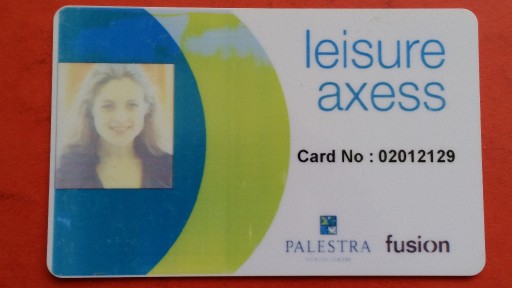 leisure
axess
Card No : 02012129
PALESTRA
fusion